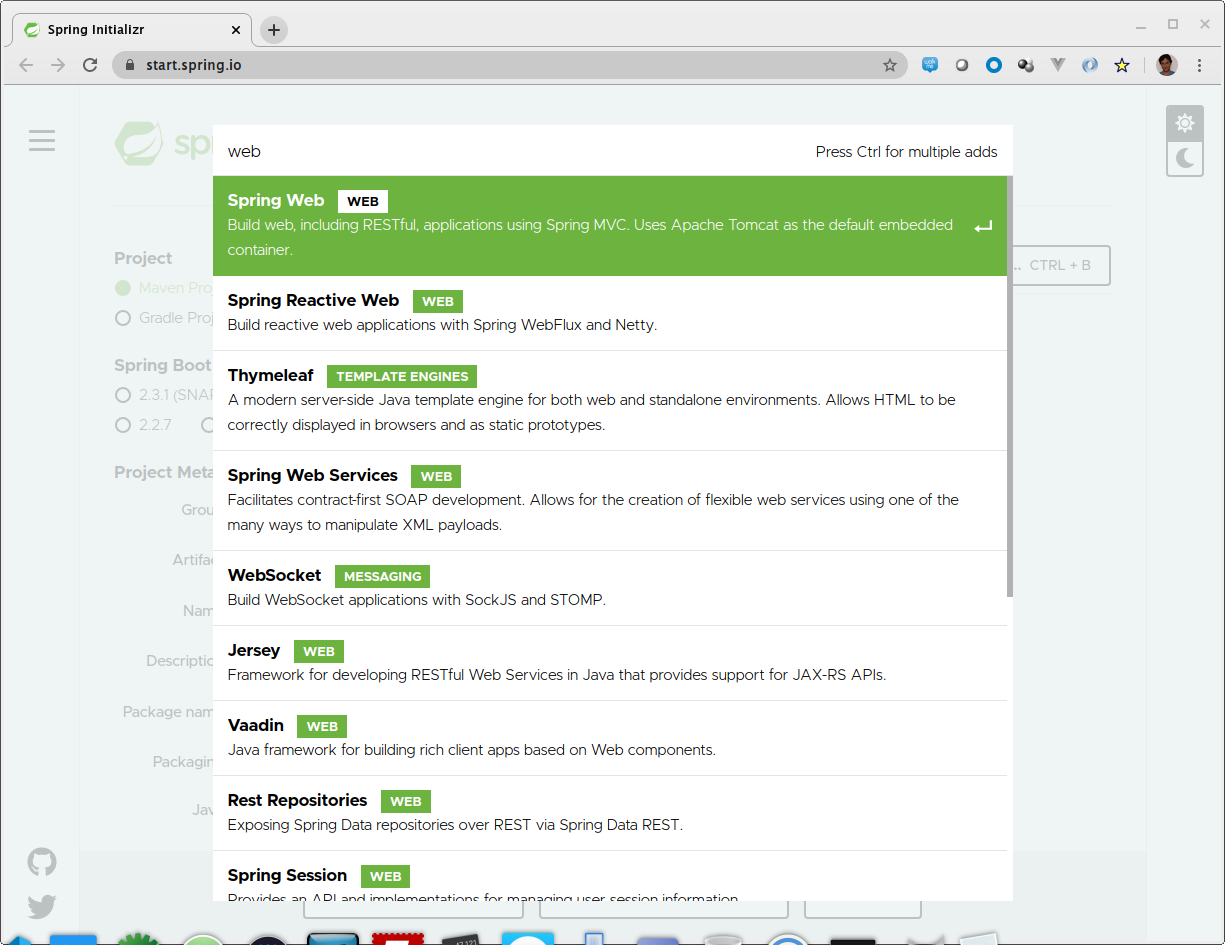 Spring Initializr
start.spring.io
spr
web
Press Ctrl for multiple adds
Spring Web WEB
Build web, including RESTful, applications using Spring MVC. Uses Apache Tomcat as the default embedded
container.
Project
.. CTRL + B
Maven Proj
Spring Reactive Web WEB
Gradle Proj
Build reactive web applications with Spring WebFlux and Netty.
Spring Boot
Thymeleaf TEMPLATE ENGINES
2.3.1 (SNAP
A modern server-side Java template engine for both web and standalone environments. Allows HTML to be
2.2.7
correctly displayed in browsers and as static prototypes.
Project Meta
Spring Web Services WEB
Facilitates contract-first SOAP development. Allows for the creation of flexible web services using one of the
Grou
many ways to manipulate XML payloads.
Artifac
WebSocket MESSAGING
Build WebSocket applications with SockJS and STOMP.
Nam
Jersey WEB
Descriptio
Framework for developing RESTful Web Services in Java that provides support for JAX-RS APIs.
Package nam
Vaadin WEB
Java framework for building rich client apps based on Web components.
Packagin
Rest Repositories WEB
Jav
Exposing Spring Data repositories over REST via Spring Data REST.
Spring Session WEB
Provides an API and implementations for managing user session information